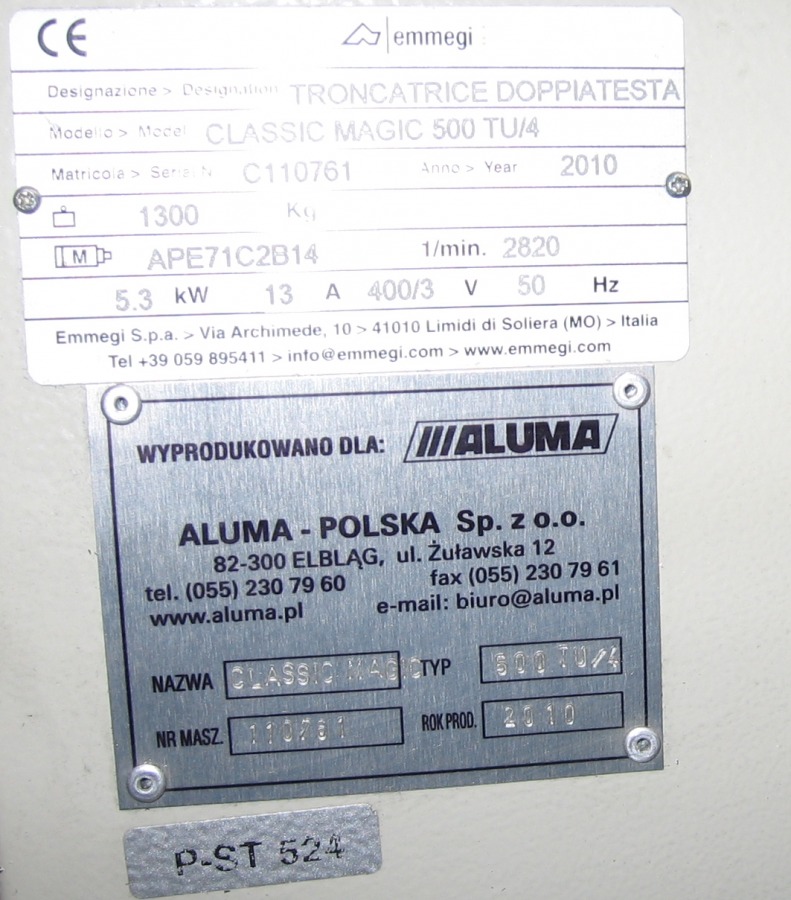 CE emmegi
Designazione > Designation TRONCATRICE DOPPIATESTA
Modello > Model CLASSIC MAGIC 500 TU/4
Matricola > Serial N C110761 Anno > Year 2010
1300 Kg
M APE71C2B14 1/min. 2820
5.3 kW 13 A 400/3 V 50 Hz
Emmegi S.p.a. > Via Archimede, 10 > 41010 Limidi di Soliera (MO) > Italia
Tel +39 059 895411 > info@emmegi.com > www.emmegi.com
WYPRODUKOWANO DLA: ///ALUMA
ALUMA - POLSKA Sp. z o.o.
82-300 ELBLĄG, ul. Żuławska 12
tel. (055) 230 79 60 fax (055) 230 79 61
www.aluma.pl e-mail: biuro@aluma.pl
NAZWA CLASSIC MAGIC TYP 500 TU/4
NR MASZ. 110761 ROK PROD. 2010
P-ST 524